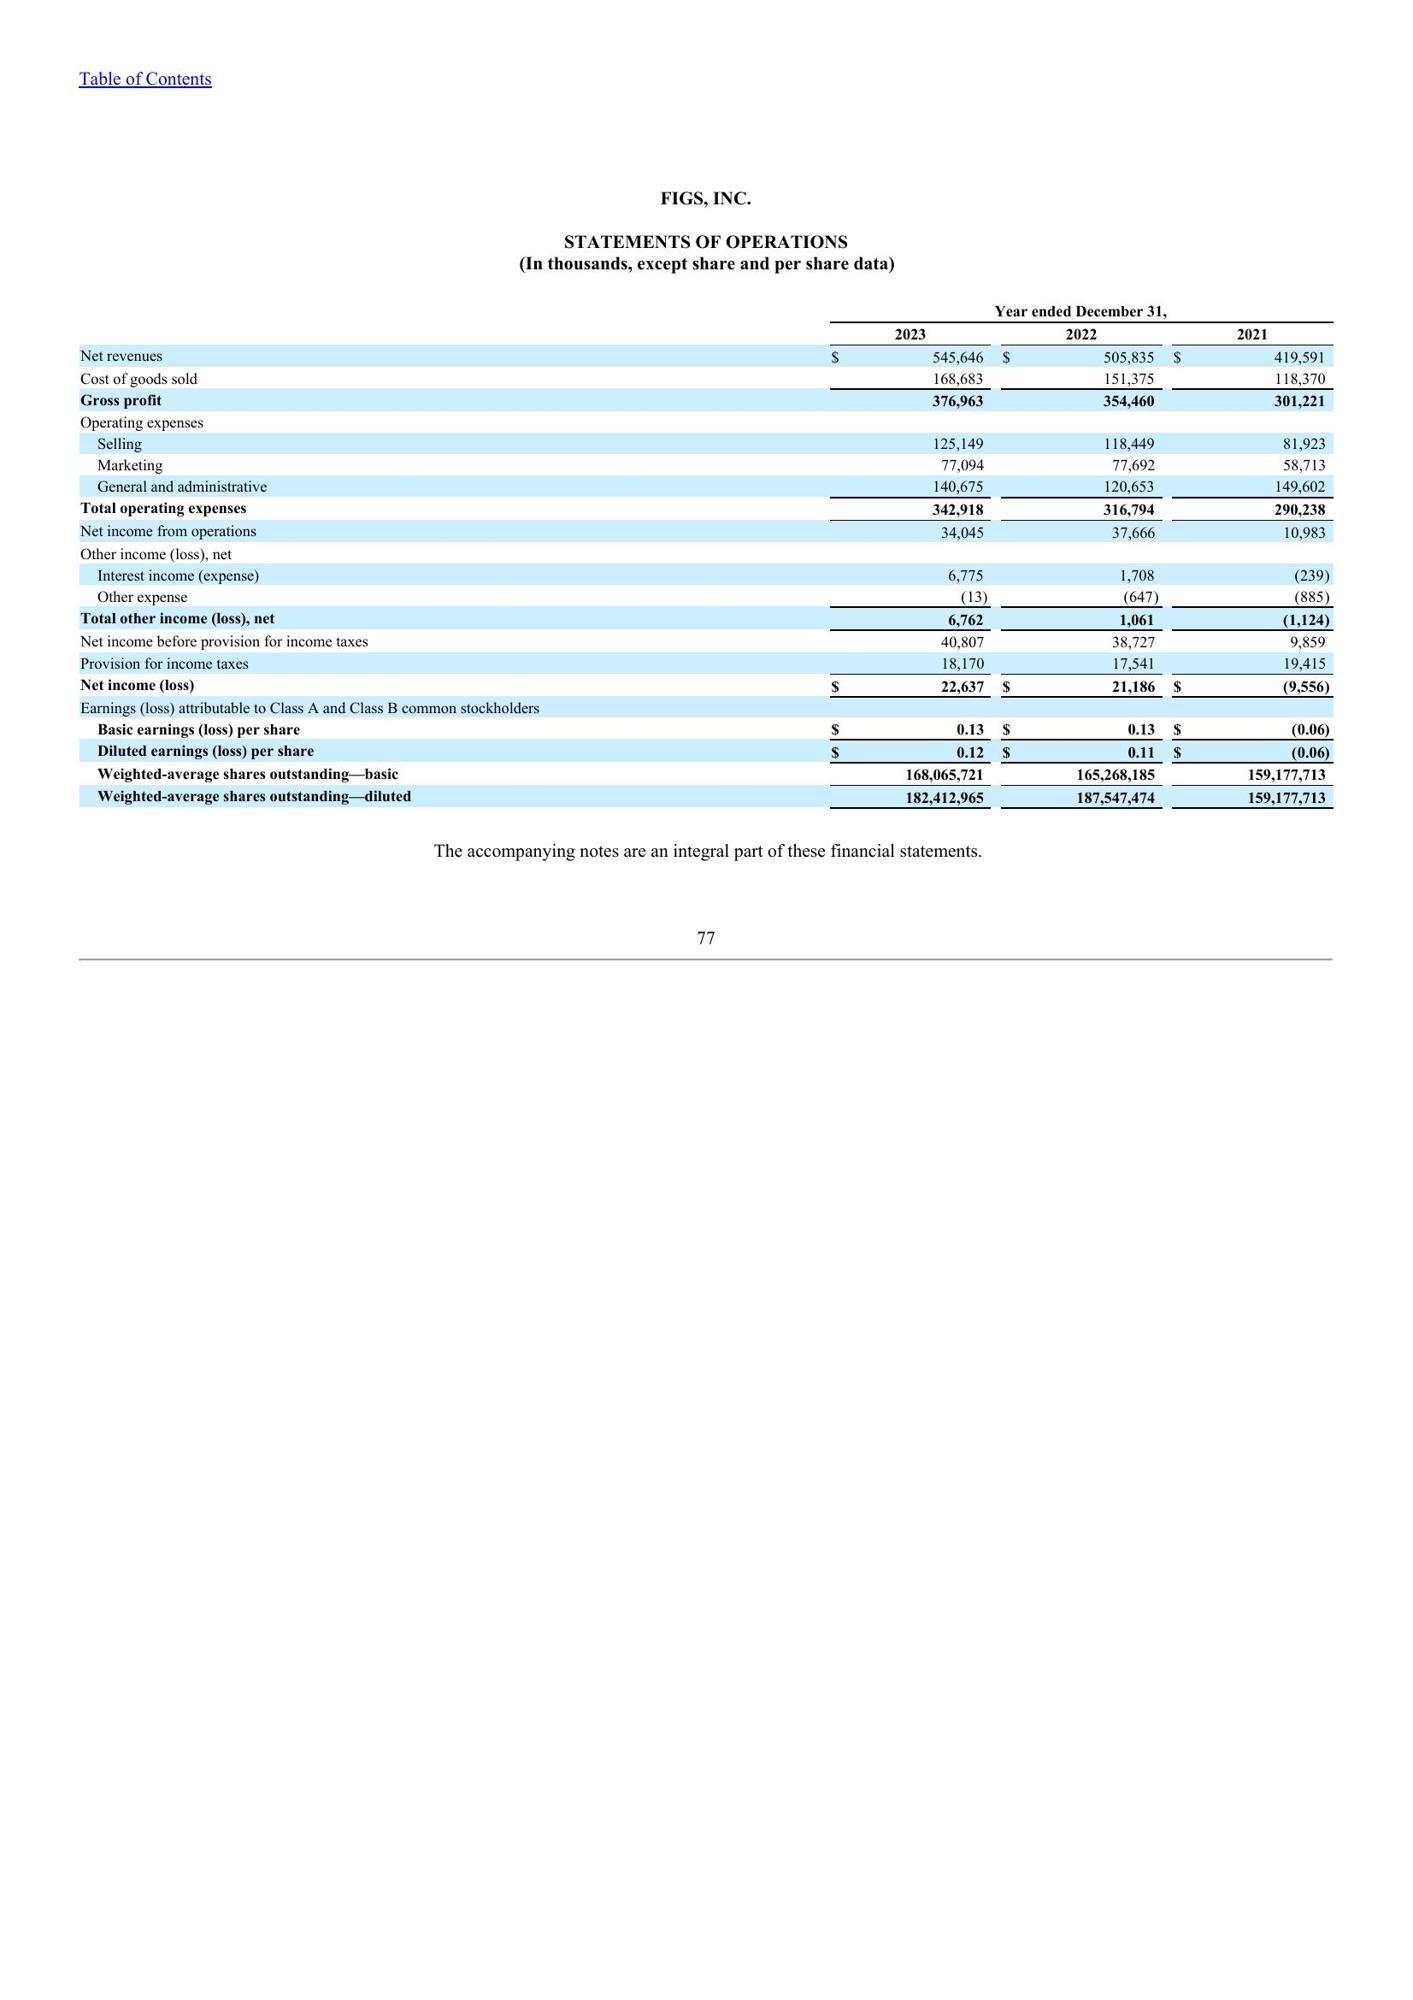 Table of Contents
FIGS, INC.
STATEMENTS OF OPERATIONS
(In thousands, except share and per share data)
Year ended December 31,
2023 2022 2021
Net revenues $ 545,646 $ 505,835 $ 419,591
Cost of goods sold 168,683 151,375 118,370
Gross profit 376,963 354,460 301,221
Operating expenses
Selling 125,149 118,449 81,923
Marketing 77,094 77,692 58,713
General and administrative 140,675 120,653 149,602
Total operating expenses 342,918 316,794 290,238
Net income from operations 34,045 37,666 10,983
Other income (loss), net
Interest income (expense) 6,775 1,708 (239)
Other expense (13) (647) (885)
Total other income (loss), net 6,762 1,061 (1,124)
Net income before provision for income taxes 40,807 38,727 9,859
Provision for income taxes 18,170 17,541 19,415
Net income (loss) $ 22,637 $ 21,186 $ (9,556)
Earnings (loss) attributable to Class A and Class B common stockholders
Basic earnings (loss) per share $ 0.13 $ 0.13 $ (0.06)
Diluted earnings (loss) per share $ 0.12 $ 0.11 $ (0.06)
Weighted-average shares outstanding—basic 168,065,721 165,268,185 159,177,713
Weighted-average shares outstanding—diluted 182,412,965 187,547,474 159,177,713
The accompanying notes are an integral part of these financial statements.
77